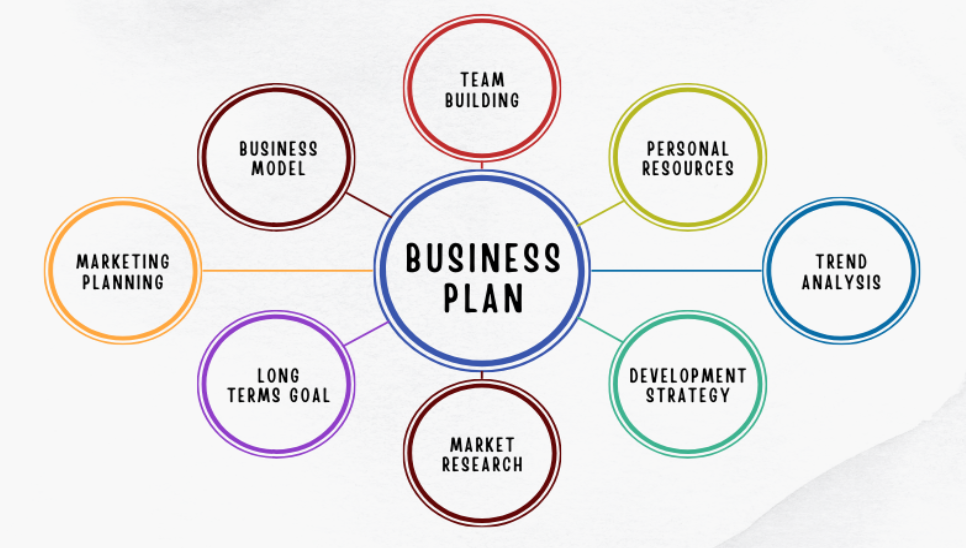 TEAM
BUILDING
BUSINESS
MODEL
PERSONAL
RESOURCES
MARKETING
PLANNING
BUSINESS
PLAN
TREND
ANALYSIS
LONG
TERMS GOAL
DEVELOPMENT
STRATEGY
MARKET
RESEARCH